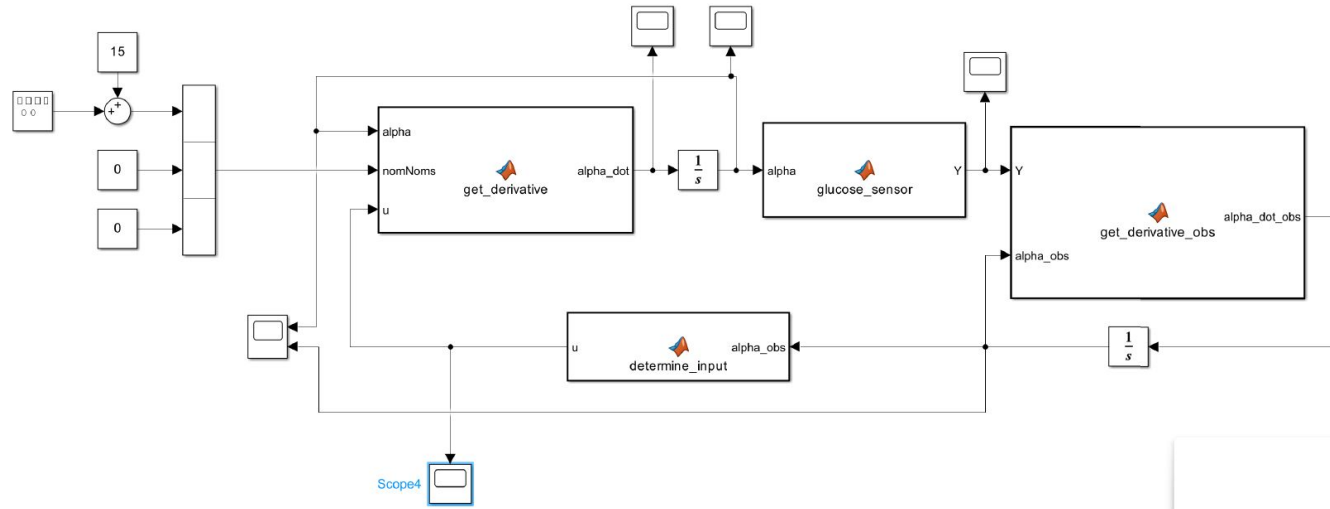 15
++
0
0
alpha
nomNoms
u
get_derivative
alpha_dot
1
s
alpha
glucose_sensor
Y
Y
alpha_obs
get_derivative_obs
alpha_dot_obs
u
determine_input
alpha_obs
1
s
Scope4